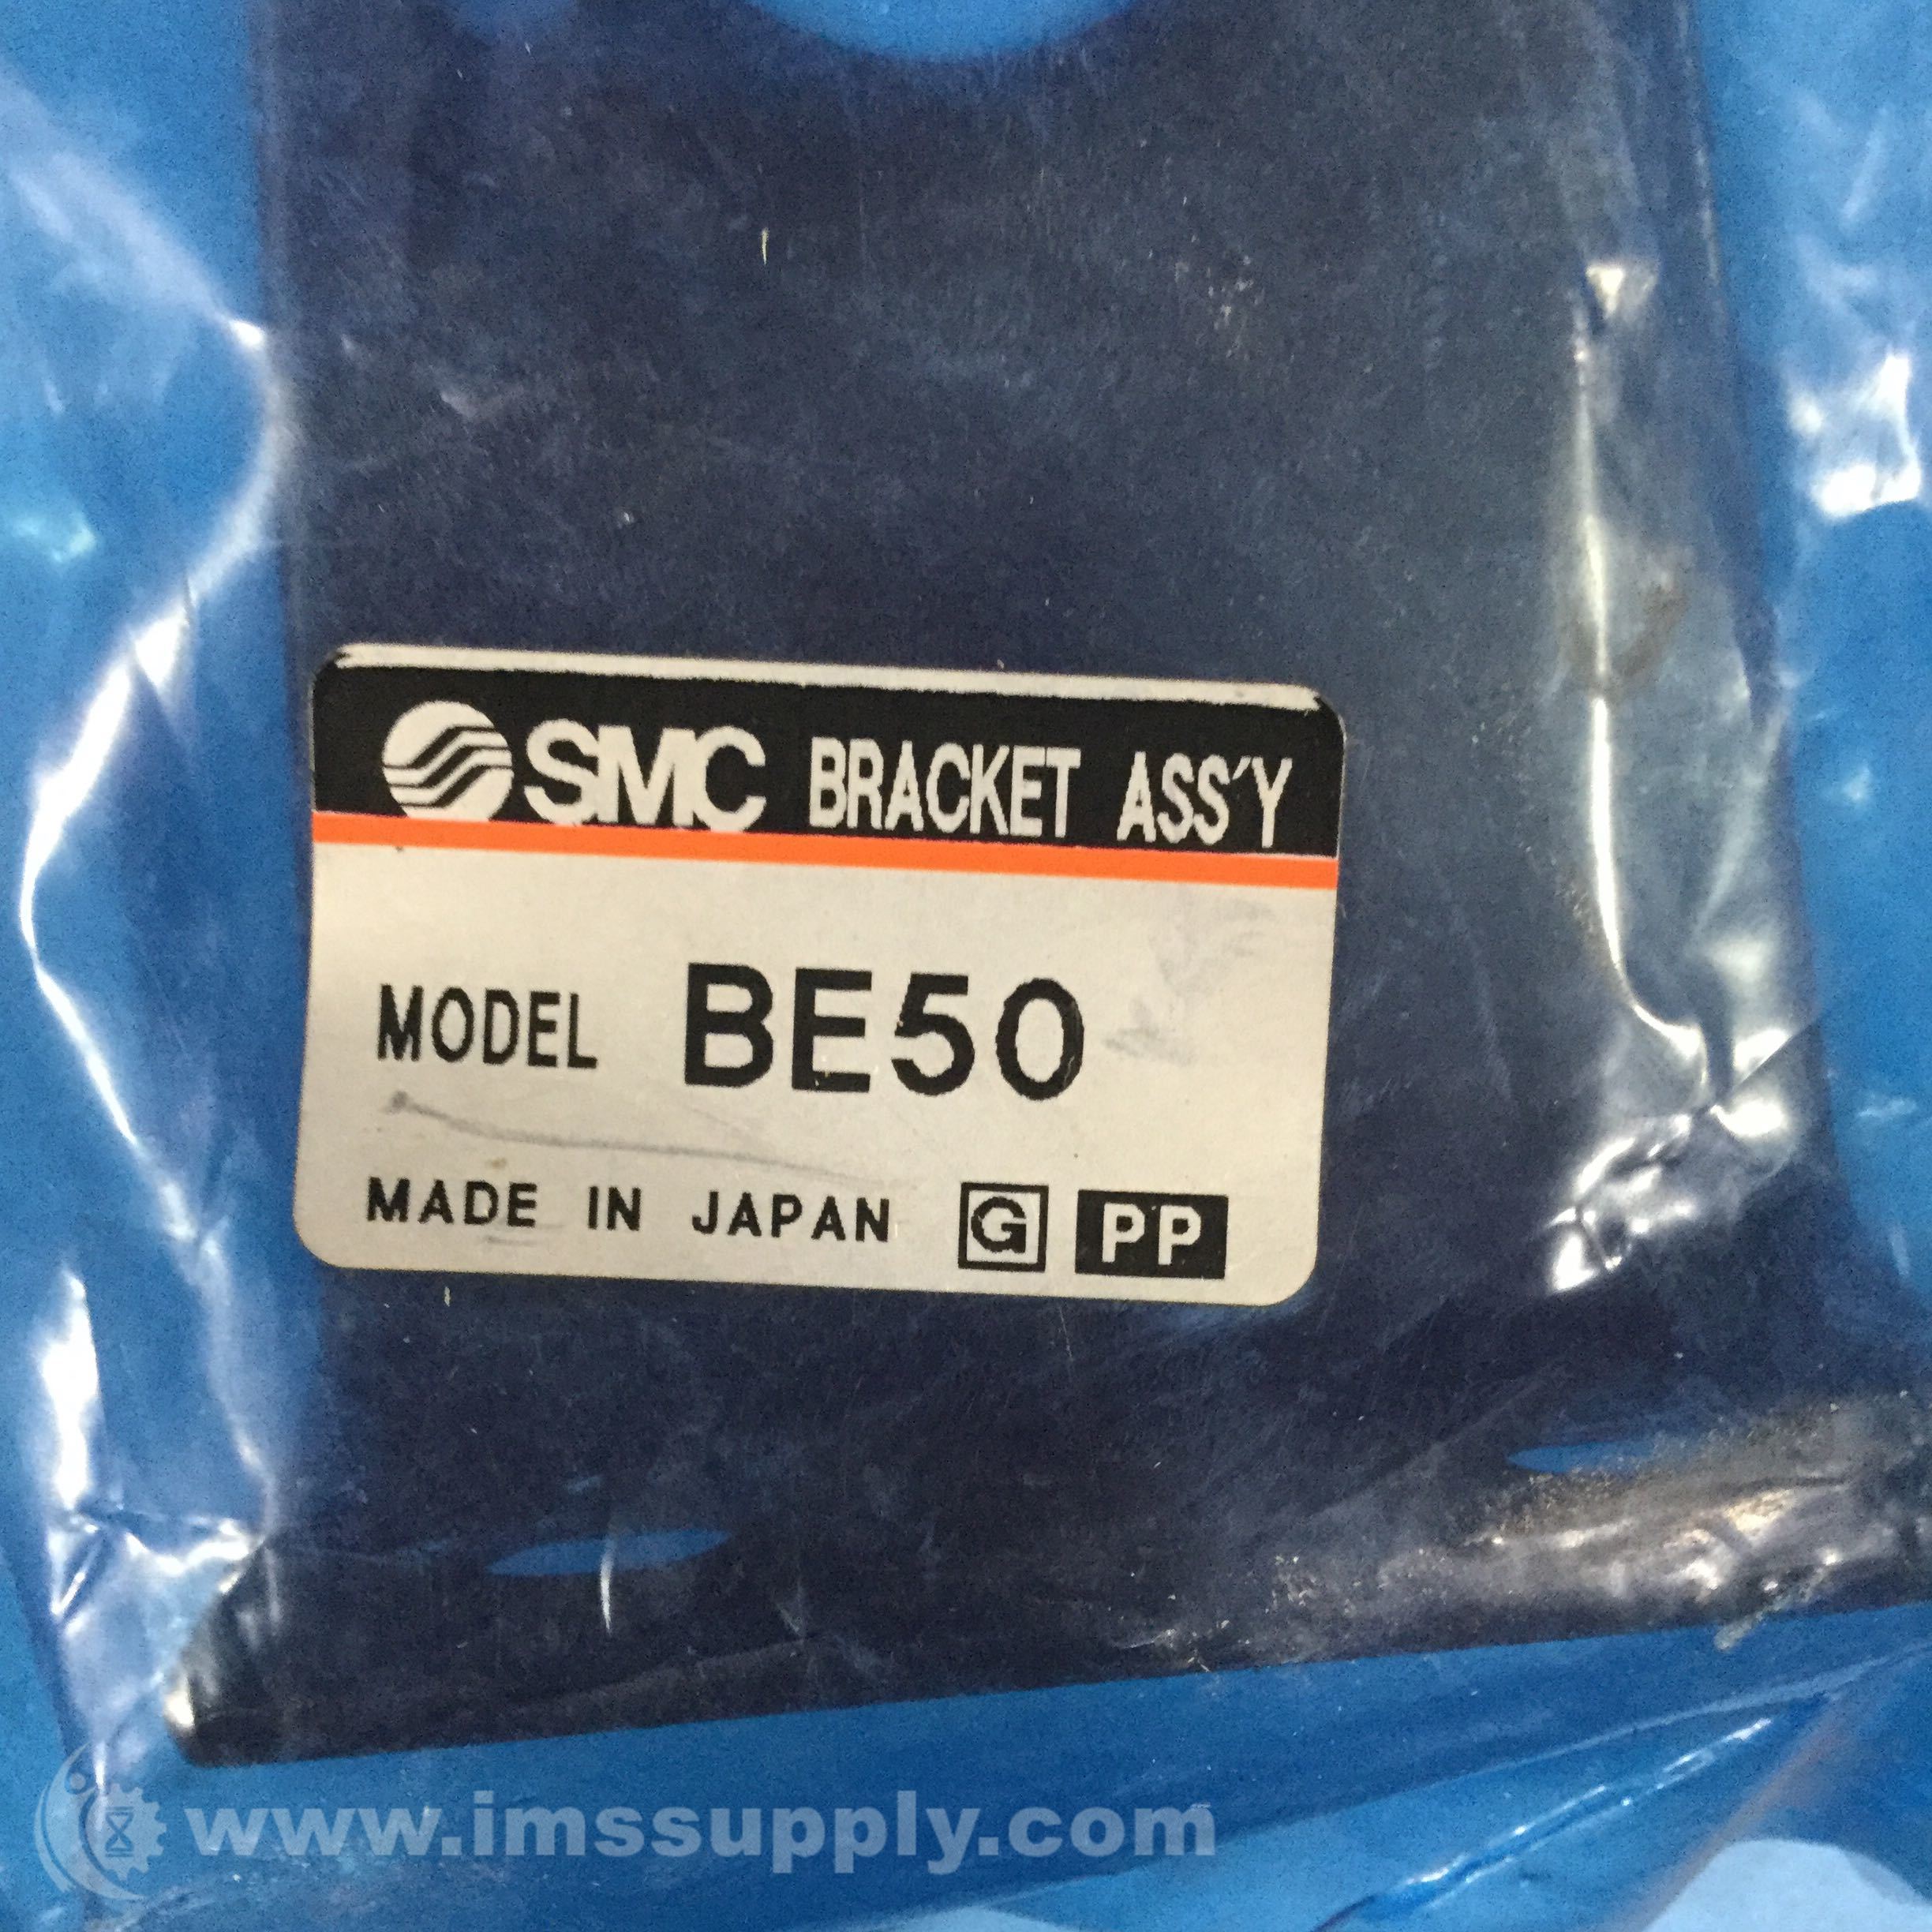 SMC BRACKET ASS'Y
MODEL BE50
MADE IN JAPAN G PP
www.imssupply.com